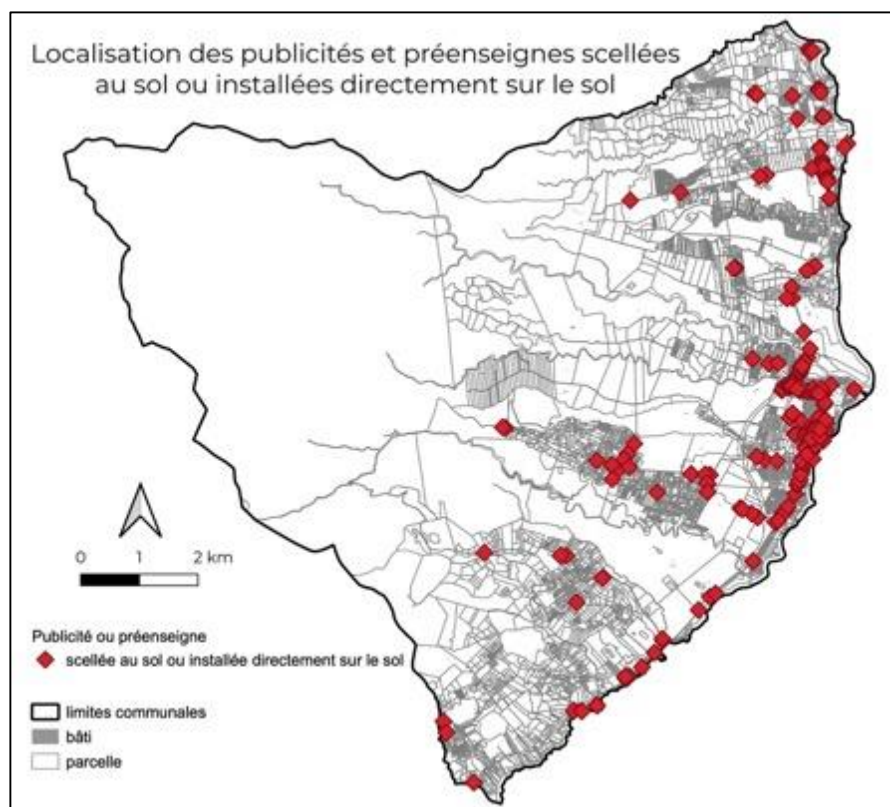 Localisation des publicités et préenseignes scellées
au sol ou installées directement sur le sol
0 1 2 km
Publicité ou préenseigne
scellée au sol ou installée directement sur le sol
limites communales
bâti
parcelle